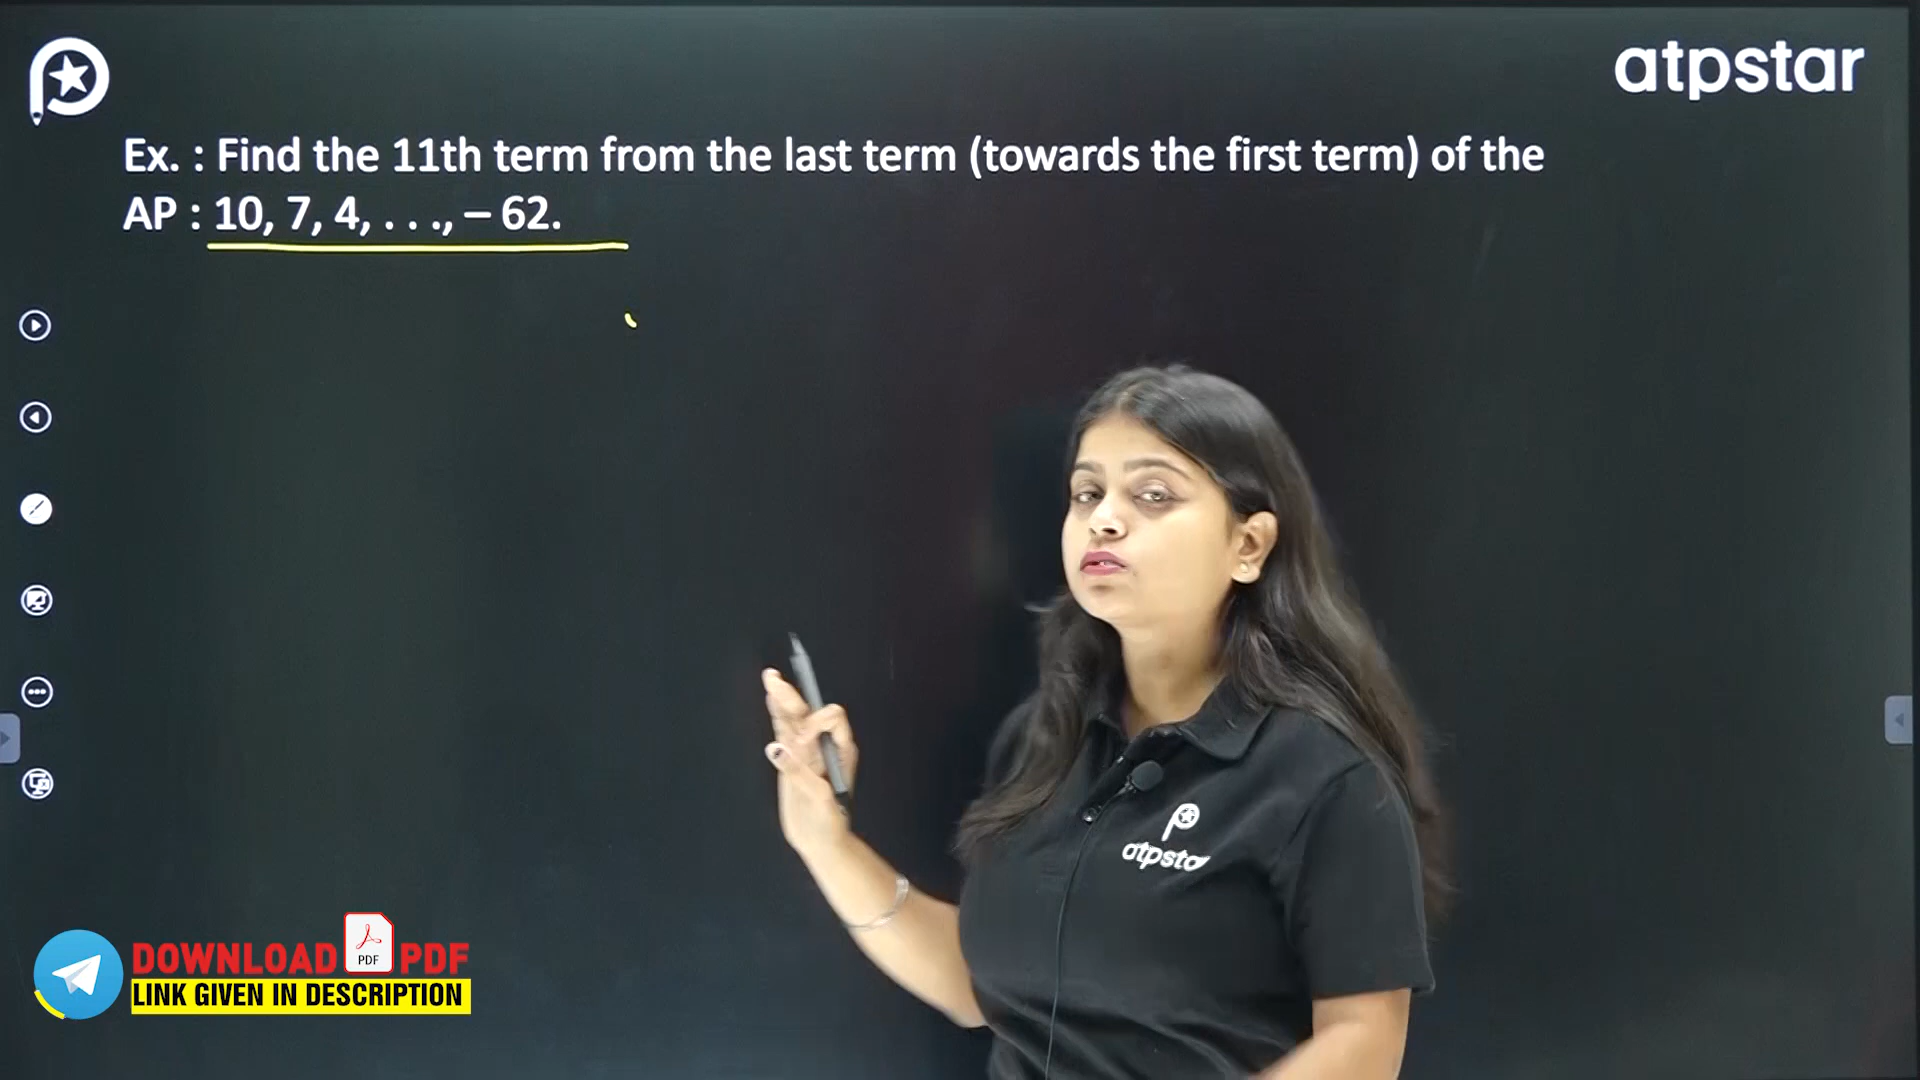 atpstar
Ex. : Find the 11th term from the last term (towards the first term) of the
AP : 10, 7, 4, . . ., – 62.
atpstar
DOWNLOAD PDF PDF
LINK GIVEN IN DESCRIPTION